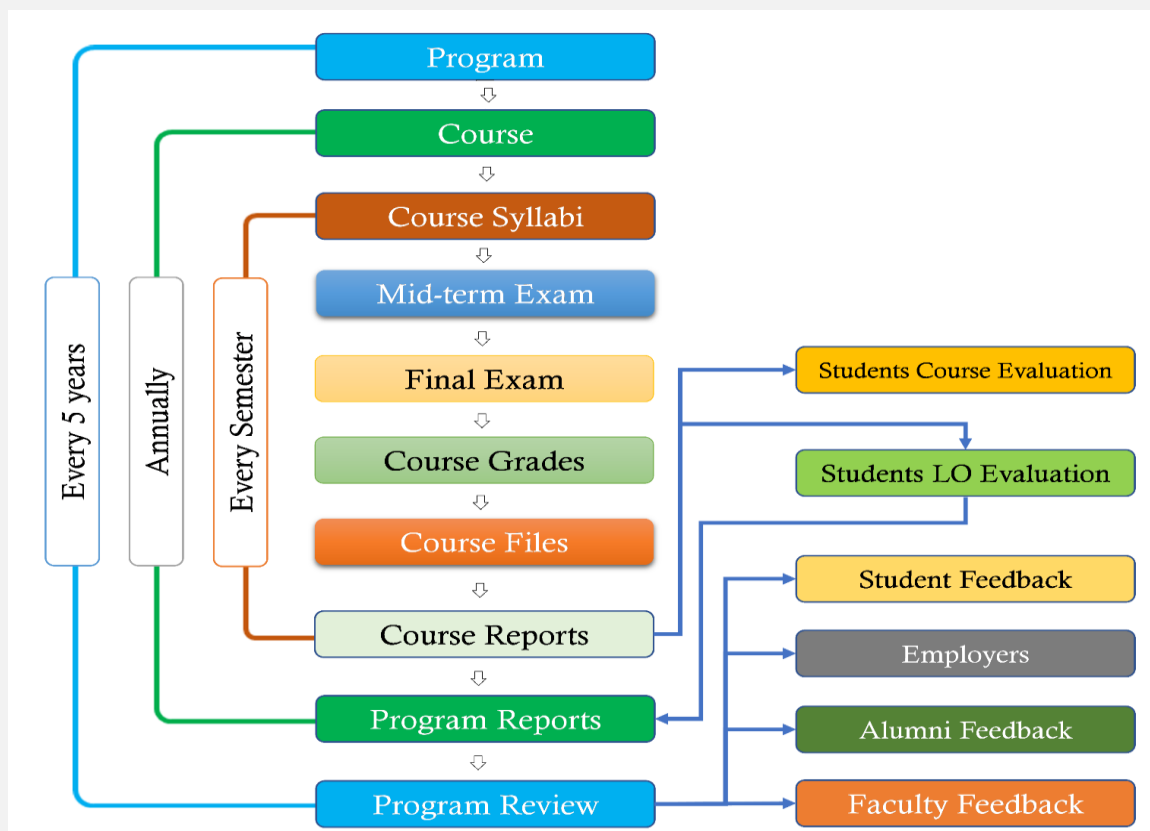 Program
Course
Course Syllabi
Mid-term Exam
Final Exam
Course Grades
Course Files
Course Reports
Program Reports
Program Review
Every 5 years
Annually
Every Semester
Students Course Evaluation
Students LO Evaluation
Student Feedback
Employers
Alumni Feedback
Faculty Feedback